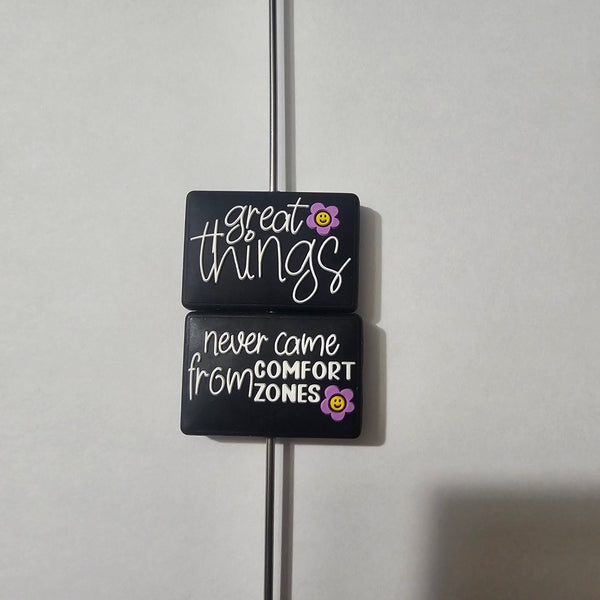 great
things
never came
from COMFORT
ZONES